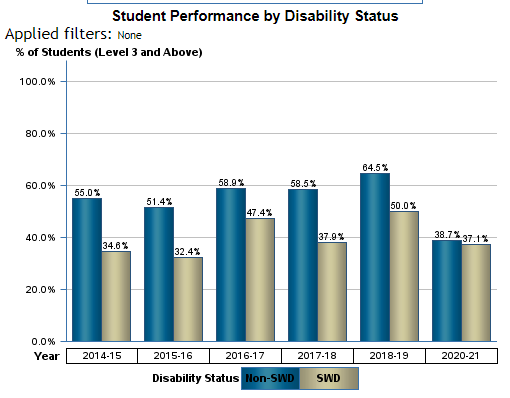 Student Performance by Disability Status
Applied filters: None
% of Students (Level 3 and Above)
100.0%
80.0%
60.0%
40.0%
20.0%
0.0%
55.0% 34.6%
51.4% 32.4%
58.9% 47.4%
58.5% 37.9%
64.5% 50.0%
38.7% 37.1%
Year 2014-15 2015-16 2016-17 2017-18 2018-19 2020-21
Disability Status Non-SWD SWD